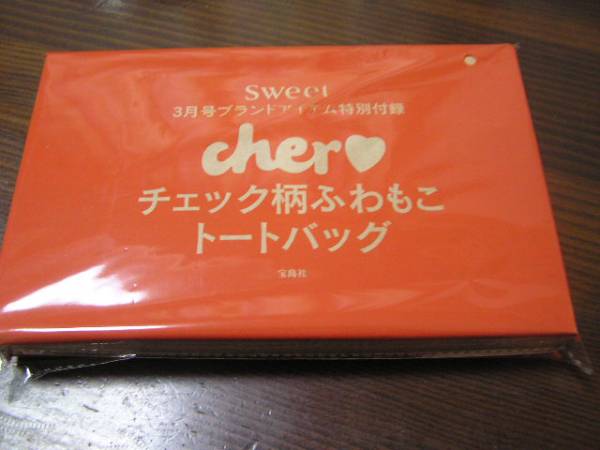 sweet
3月号ブランドアイテム特別付録
cher♥
チェック柄ふわもこ
トートバッグ
宝島社